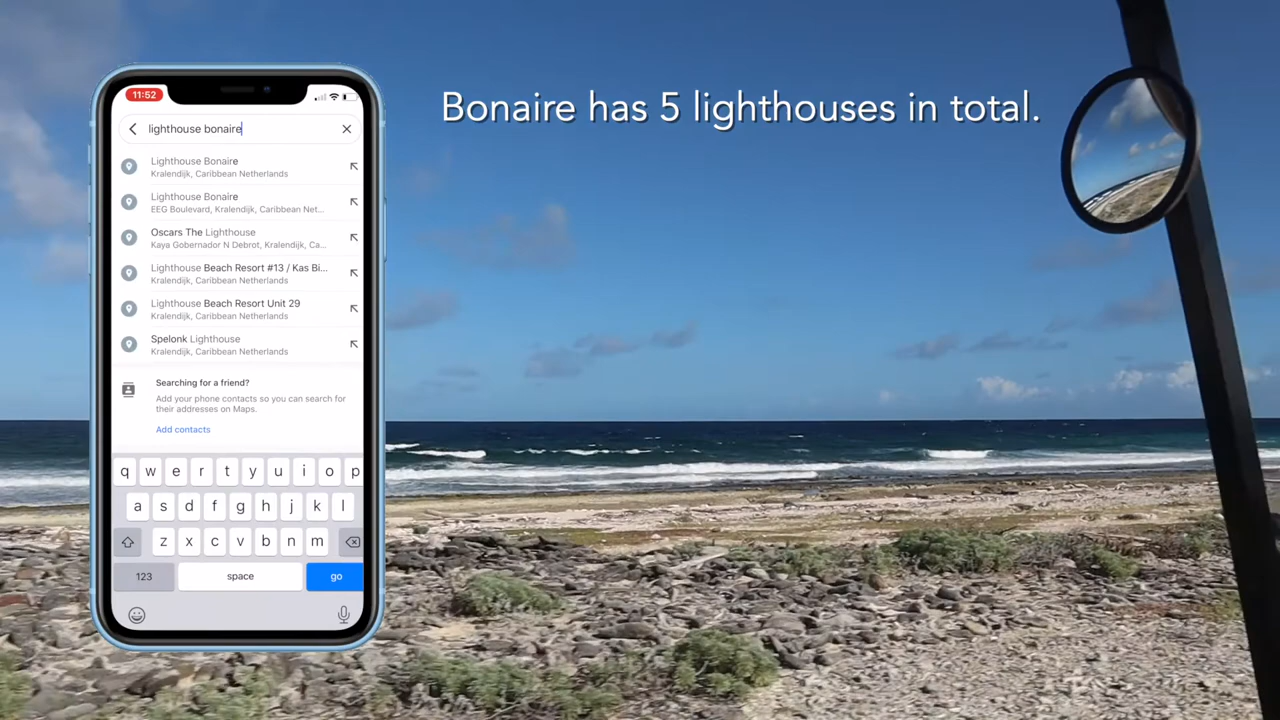 Bonaire has 5 lighthouses in total.
11:52
lighthouse bonaire
Lighthouse Bonaire
Kralendijk, Caribbean Netherlands
Lighthouse Bonaire
EEG Boulevard, Kralendijk, Caribbean Net...
Oscars The Lighthouse
Kaya Gobernador N Debrot, Kralendijk, Ca...
Lighthouse Beach Resort #13 / Kas Bi...
Kralendijk, Caribbean Netherlands
Lighthouse Beach Resort Unit 29
Kralendijk, Caribbean Netherlands
Spelonk Lighthouse
Kralendijk, Caribbean Netherlands
Searching for a friend?
Add your phone contacts so you can search for
their addresses on Maps.
Add contacts
q w e r t y u i o p
a s d f g h j k l
z x c v b n m
123 space go